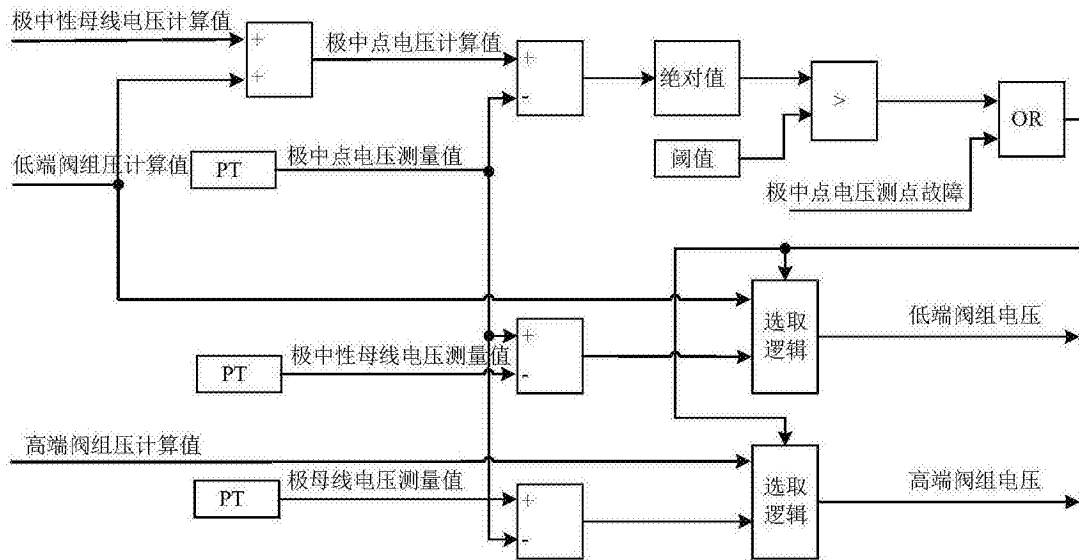 极中性母线电压计算值
+
+
极中点电压计算值
+
-
绝对值
>
阈值
OR
低端阀组压计算值
PT
极中点电压测量值
极中点电压测点故障
选取
逻辑
低端阀组电压
PT
极中性母线电压测量值
+
-
高端阀组压计算值
PT
极母线电压测量值
+
-
选取
逻辑
高端阀组电压